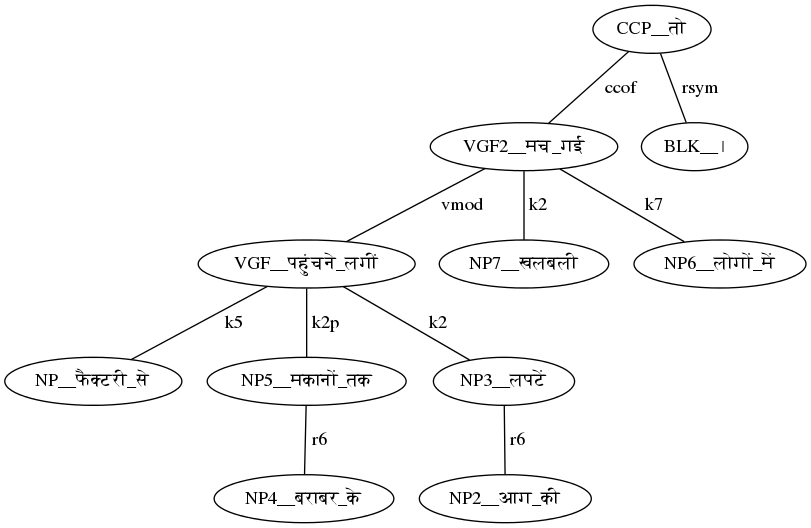 CCP__तो
ccof rsym
VGF2__मच_गई BLK__।
vmod k2 k7
VGF__पहुंचने_लगीं NP7__खलबली NP6__लोगों_में
k5 k2p k2
NP__फैक्टरी_से NP5__मकानों_तक NP3__लपटें
r6 r6
NP4__बराबर_के NP2__आग_की